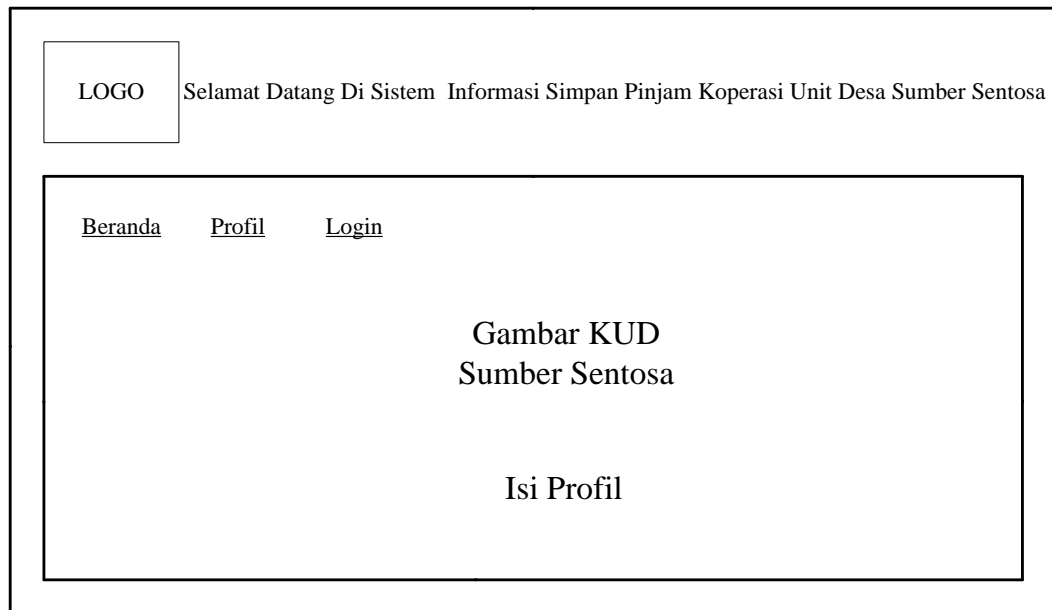 LOGO
Selamat Datang Di Sistem Informasi Simpan Pinjam Koperasi Unit Desa Sumber Sentosa
Beranda Profil Login
Gambar KUD
Sumber Sentosa
Isi Profil